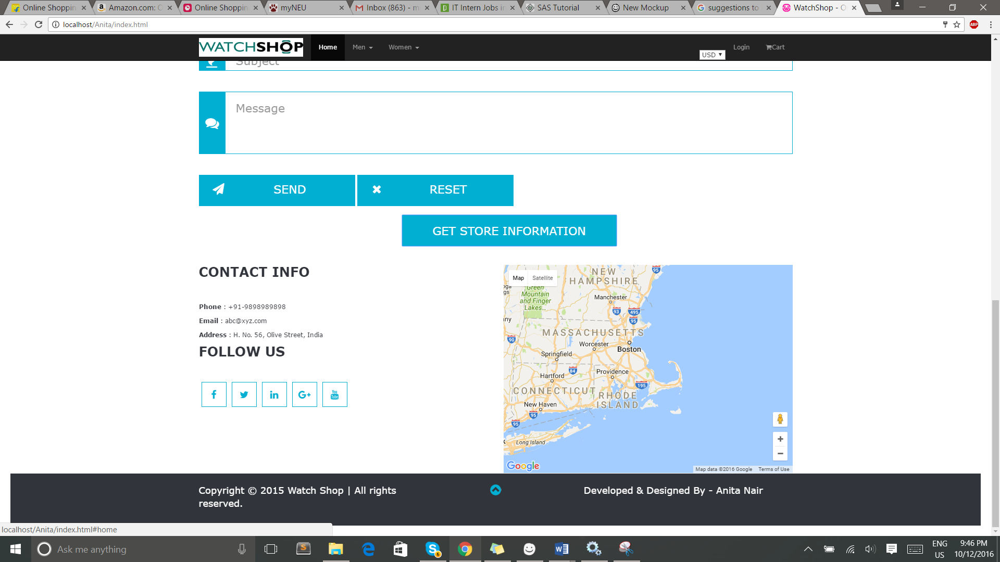 Online Shoppin
Amazon.com: O
Online Shoppin
myNEU
Inbox (863) - m
IT Intern Jobs i
SAS Tutorial
New Mockup
suggestions to
WatchShop - O
localhost/Anita/index.html
ABP
WATCHSHOP
Home
Men
Women
USD
Login
Cart
Subject
Message
SEND
RESET
GET STORE INFORMATION
CONTACT INFO
Phone : +91-9898989898
Email : abc@xyz.com
Address : H. No. 56, Olive Street, India
FOLLOW US
G+
You
Tube
Map
Satellite
NEW
HAMPSHIRE
Green
Mountain
and Finger
Lakes...
Manchester
93
495
95
95
MASSACHUSETTS
90
Worcester
Boston
Springfield
84
Hartford
Providence
195
CONNECTICUT
RHODE
ISLAND
New Haven
95
95
Long Island
Google
Map data ©2016 Google
Terms of Use
Copyright © 2015 Watch Shop | All rights
reserved.
Developed & Designed By - Anita Nair
localhost/Anita/index.html#home
Ask me anything
6
ENG
US
9:46 PM
10/12/2016